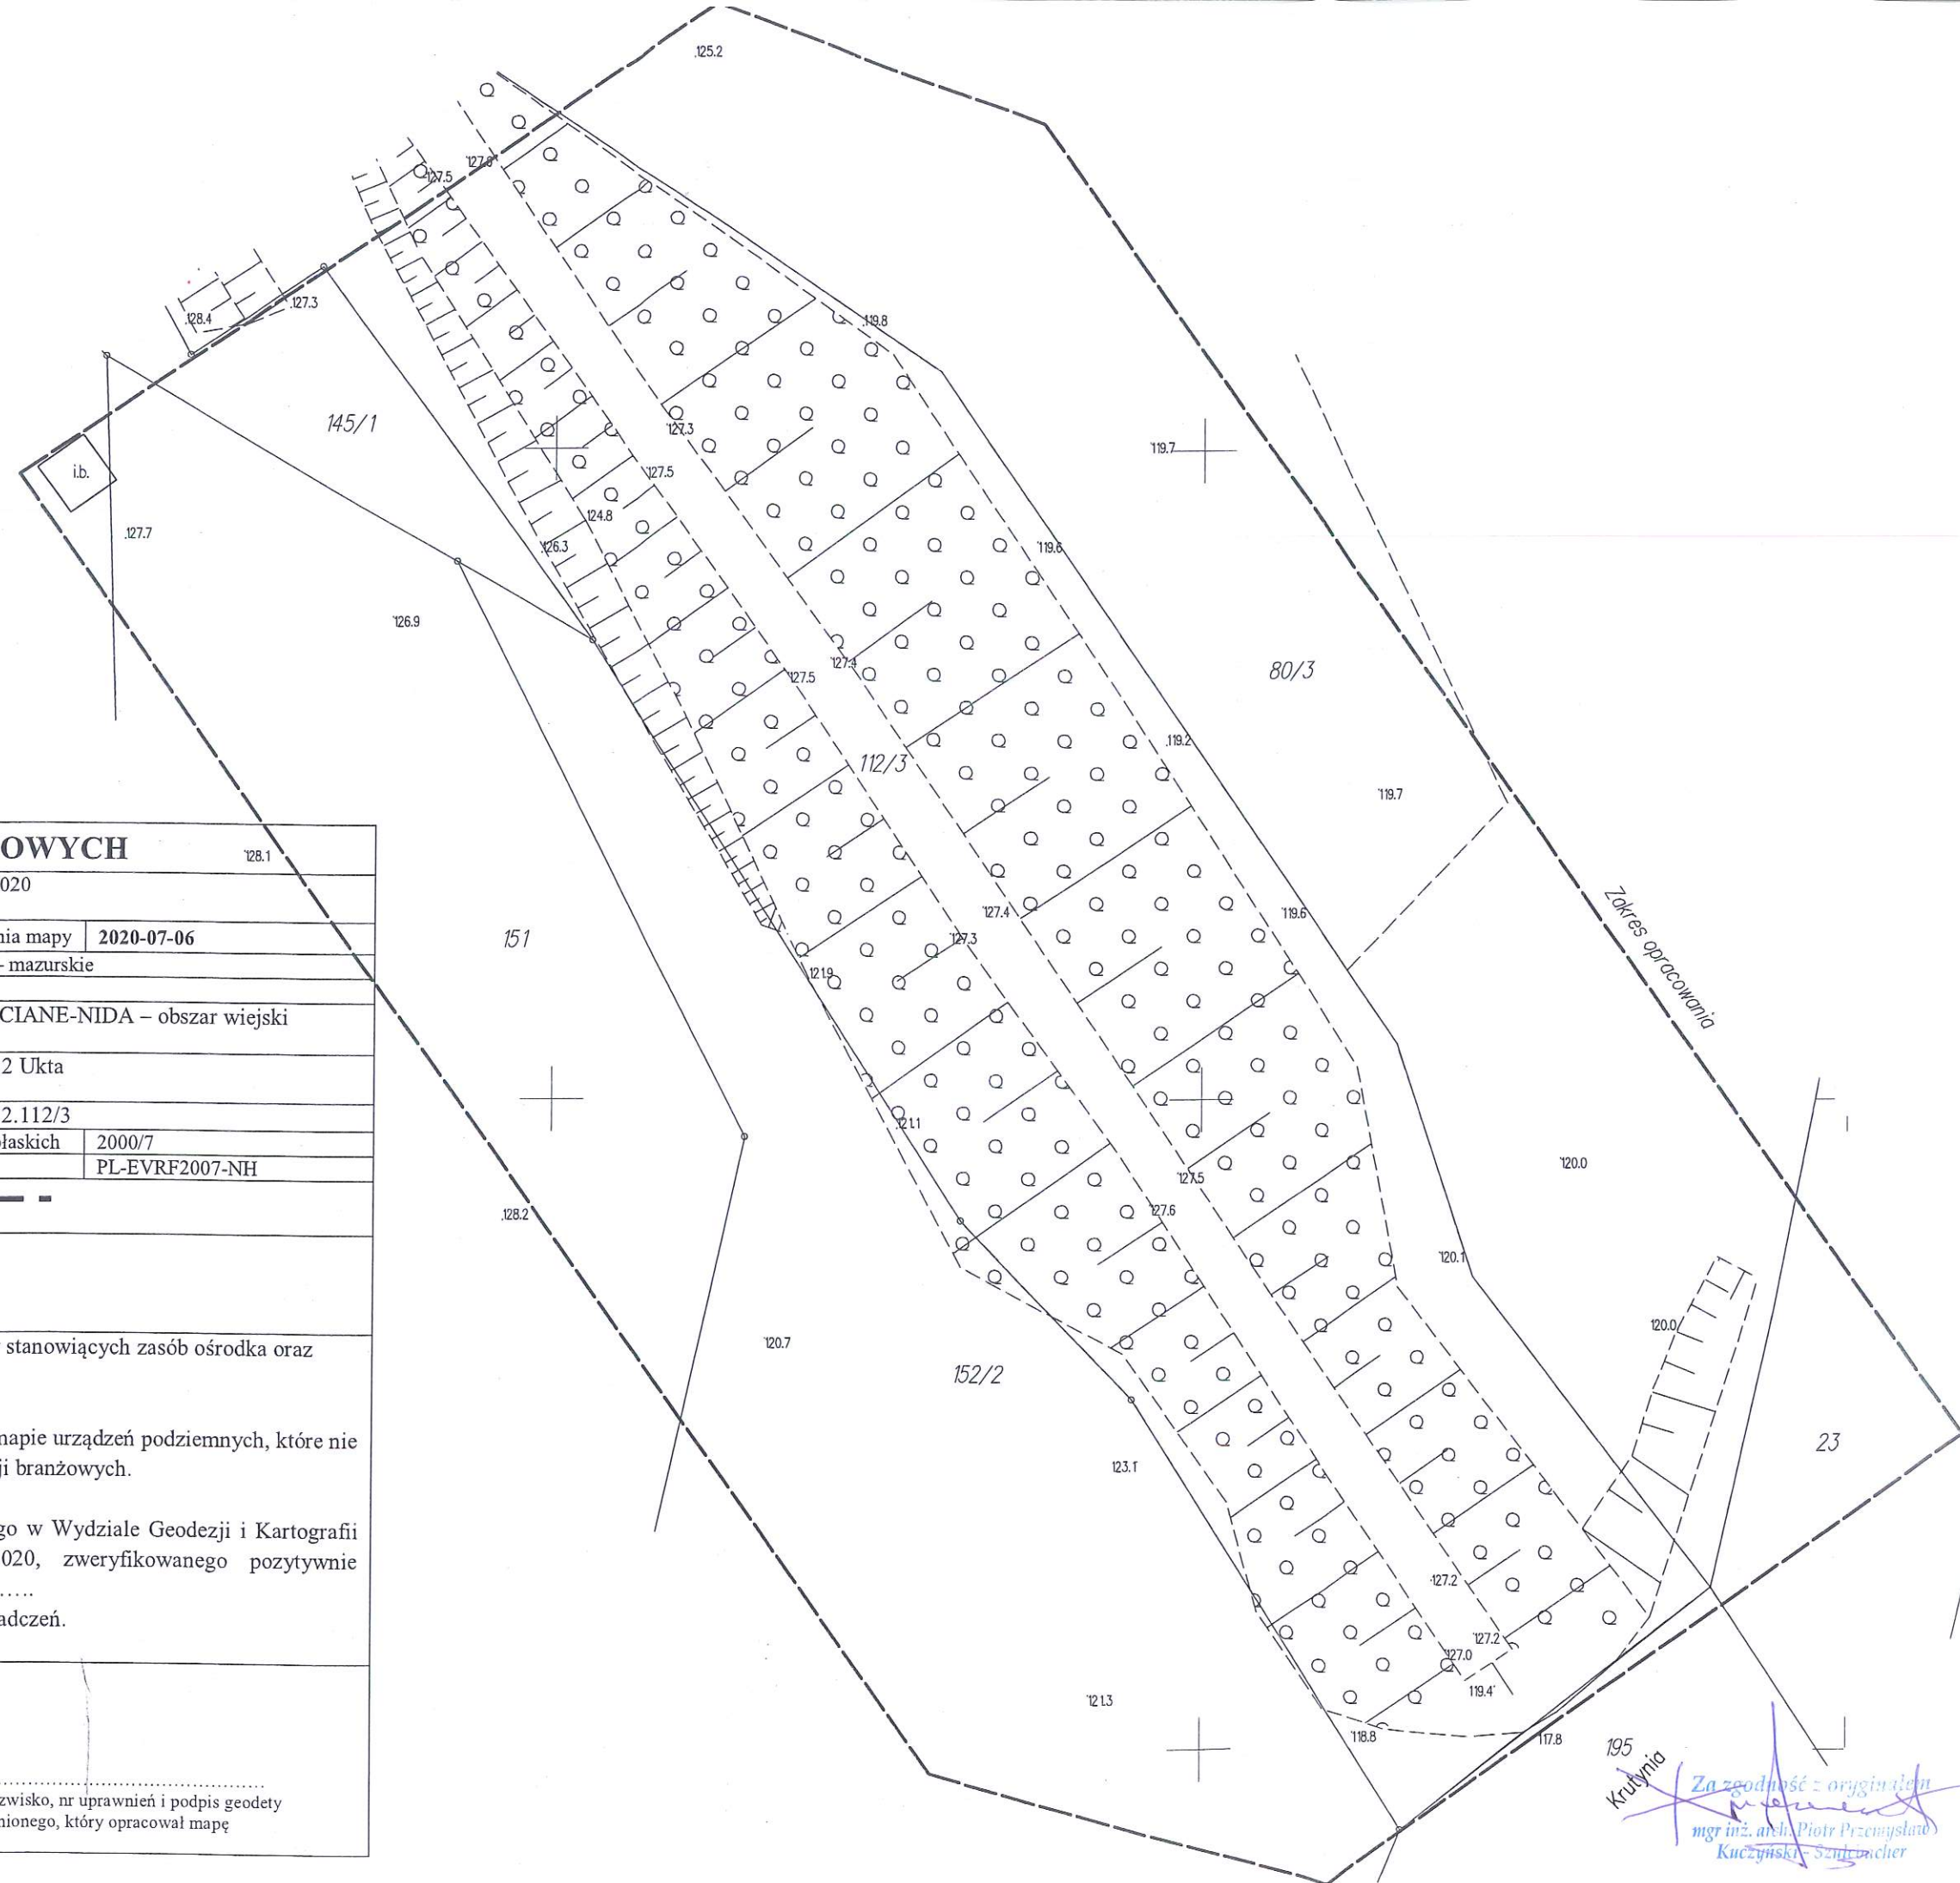 .125.2
127.8
127.5
.127.3
.128.4
.119.8
145/1
127.3
119.7
i.b.
127.5
124.8
.127.7
.126.3
119.6
126.9
127.4
80/3
127.5
.119.2
112/3
119.7
OWYCH
128.1
020
Zakres opracowania
127.4
119.6
nia mapy
2020-07-06
151
127.3
– mazurskie
121.9
CIANE-NIDA – obszar wiejski
2 Ukta
2.112/3
.121.1
łaskich
2000/7
PL-EVRF2007-NH
120.0
127.5
.128.2
127.6
120.1
120.0
stanowiących zasób ośrodka oraz
120.7
152/2
napie urządzeń podziemnych, które nie
23
ji branżowych.
123.1
go w Wydziale Geodezji i Kartografii
020, zweryfikowanego pozytywnie
.....
127.2
adczeń.
127.2
127.0
119.4
121.3
118.8
117.8
195
Krutynia
Za zgodność z oryginałem
zwisko, nr uprawnień i podpis geodety
nionego, który opracował mapę
mgr inż. arch. Piotr Przemysław